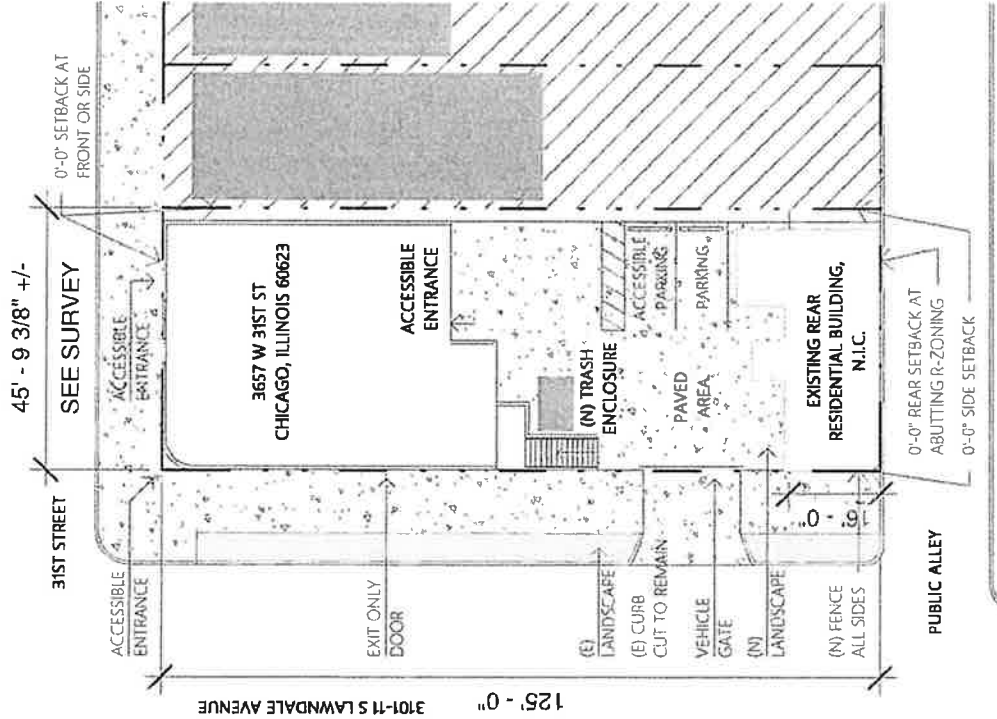 45' - 9 3/8" +/-
SEE SURVEY
0'-0" SETBACK AT
FRONT OR SIDE
31ST STREET
ACCESSIBLE
ENTRANCE
ACCESSIBLE
ENTRANCE
3657 W 31ST ST
CHICAGO, ILLINOIS 60623
ACCESSIBLE
ENTRANCE
EXIT ONLY
DOOR
(N) TRASH
ENCLOSURE
ACCESSIBLE
PARKING
PARKING
PAVED
AREA
(E)
LANDSCAPE
(E) CURB
CUT TO REMAIN
VEHICLE
GATE
(N)
LANDSCAPE
(N) FENCE
ALL SIDES
EXISTING REAR
RESIDENTIAL BUILDING,
N.I.C.
16' - 0"
0'-0" REAR SETBACK AT
ABUTTING R-ZONING
0'-0" SIDE SETBACK
PUBLIC ALLEY
125' - 0"
3101-11 S LAWNDALE AVENUE